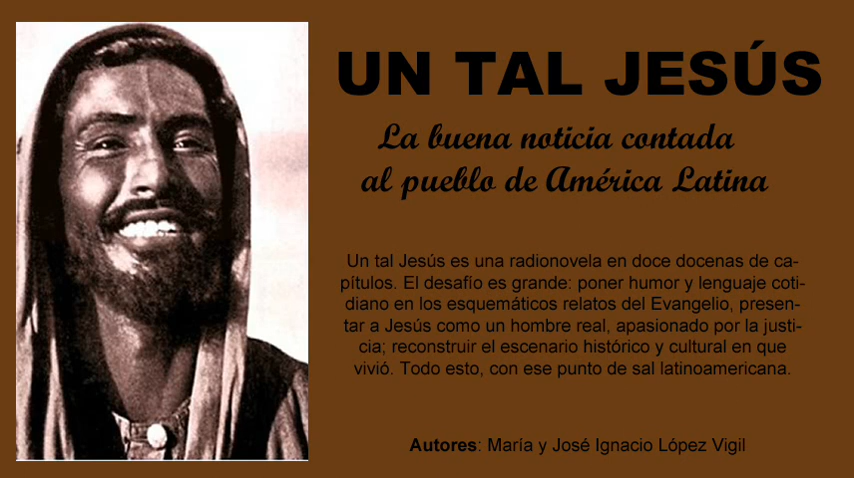 UN TAL JESÚS
La buena noticia contada
al pueblo de América Latina
Un tal Jesús es una radionovela en doce docenas de ca-
pítulos. El desafío es grande: poner humor y lenguaje coti-
diano en los esquemáticos relatos del Evangelio, presen-
tar a Jesús como un hombre real, apasionado por la justi-
cia; reconstruir el escenario histórico y cultural en que
vivió. Todo esto, con ese punto de sal latinoamericana.
Autores: María y José Ignacio López Vigil